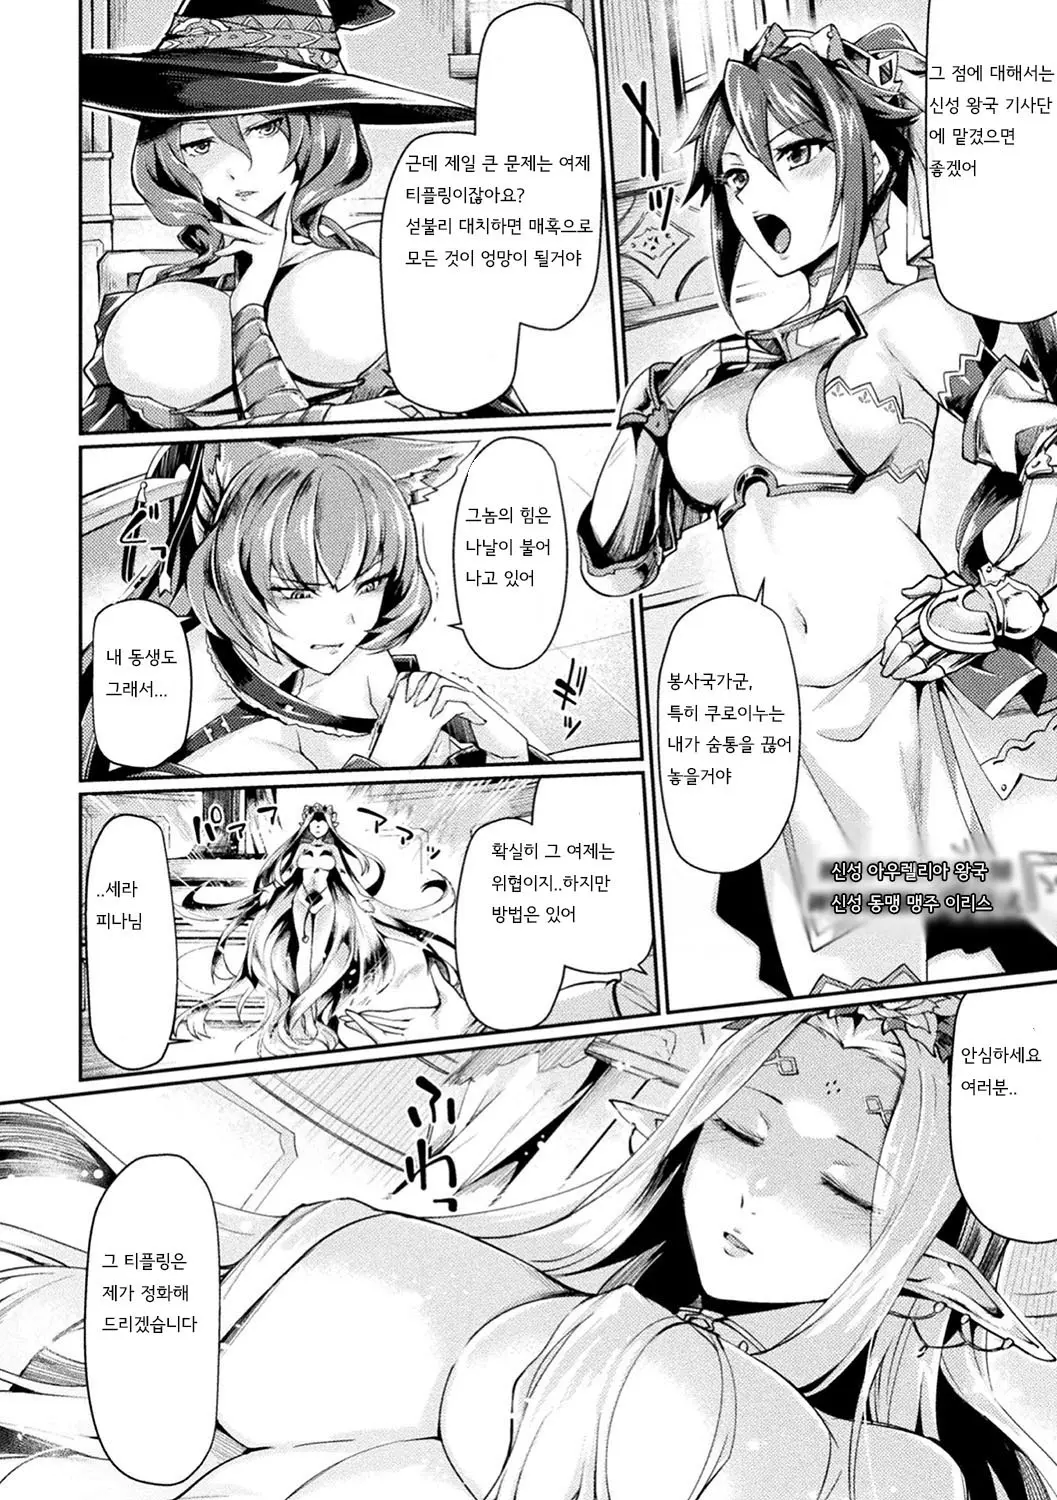 그 점에 대해서는
신성 왕국 기사단
에 맡겼으면
좋겠어
근데 제일 큰 문제는 여제
티플링이잖아요?
섣불리 대치하면 매혹으로
모든 것이 엉망이 될거야
봉사국가군,
특히 쿠로이누는
내가 숨통을 끊어
놓을거야
신성 아우렐리아 왕국
신성 동맹 맹주 이리스
그놈의 힘은
나날이 불어
나고 있어
내 동생도
그래서...
확실히 그 여제는
위협이지..하지만
방법은 있어
..세라
피나님
パァァ
안심하세요
여러분..
ふわっ
그 티플링은
제가 정화해
드리겠습니다